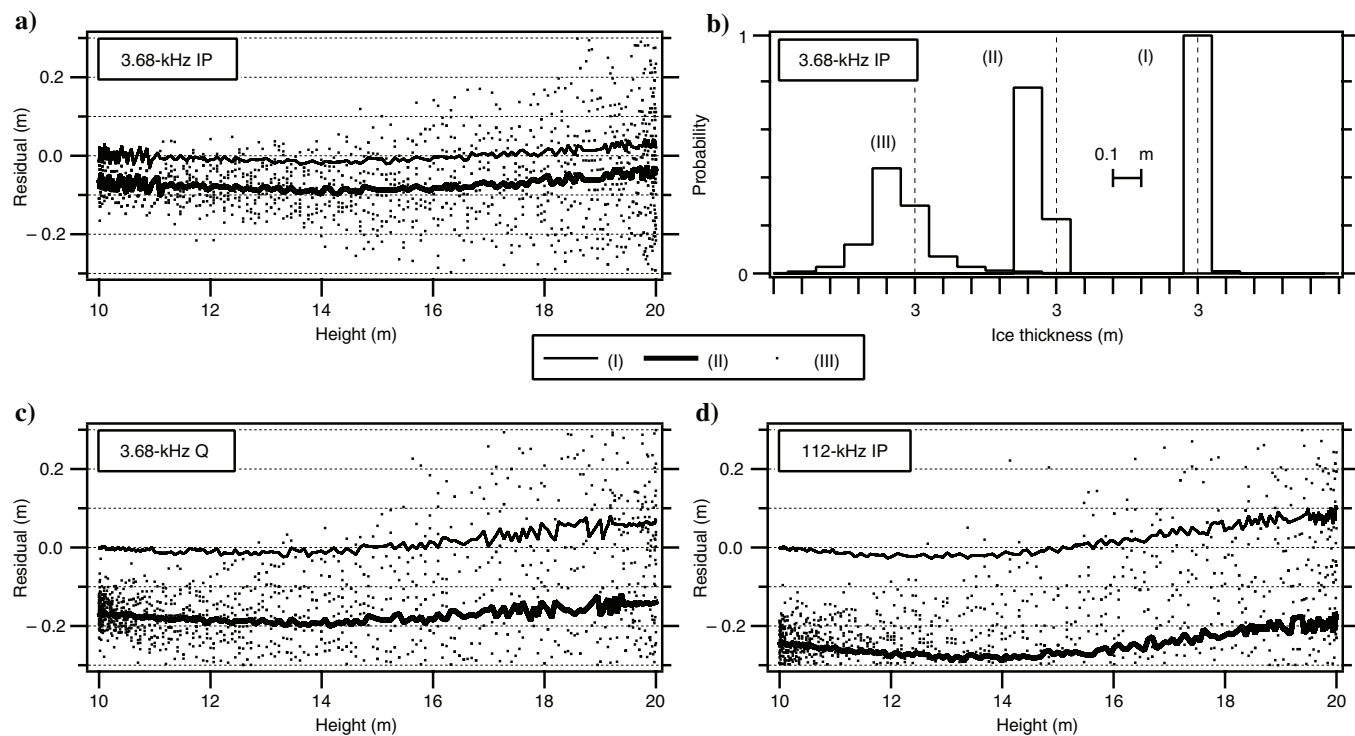 a)
3.68-kHz IP
0.2
0.0
−0.2
Residual (m)
10 12 14 16 18 20
Height (m)
b)
3.68-kHz IP
(III)
(II)
(I)
0.1 m
1
0
Probability
3 3 3
Ice thickness (m)
(I) (II) (III)
c)
3.68-kHz Q
0.2
0.0
−0.2
Residual (m)
10 12 14 16 18 20
Height (m)
d)
112-kHz IP
0.2
0.0
−0.2
Residual (m)
10 12 14 16 18 20
Height (m)